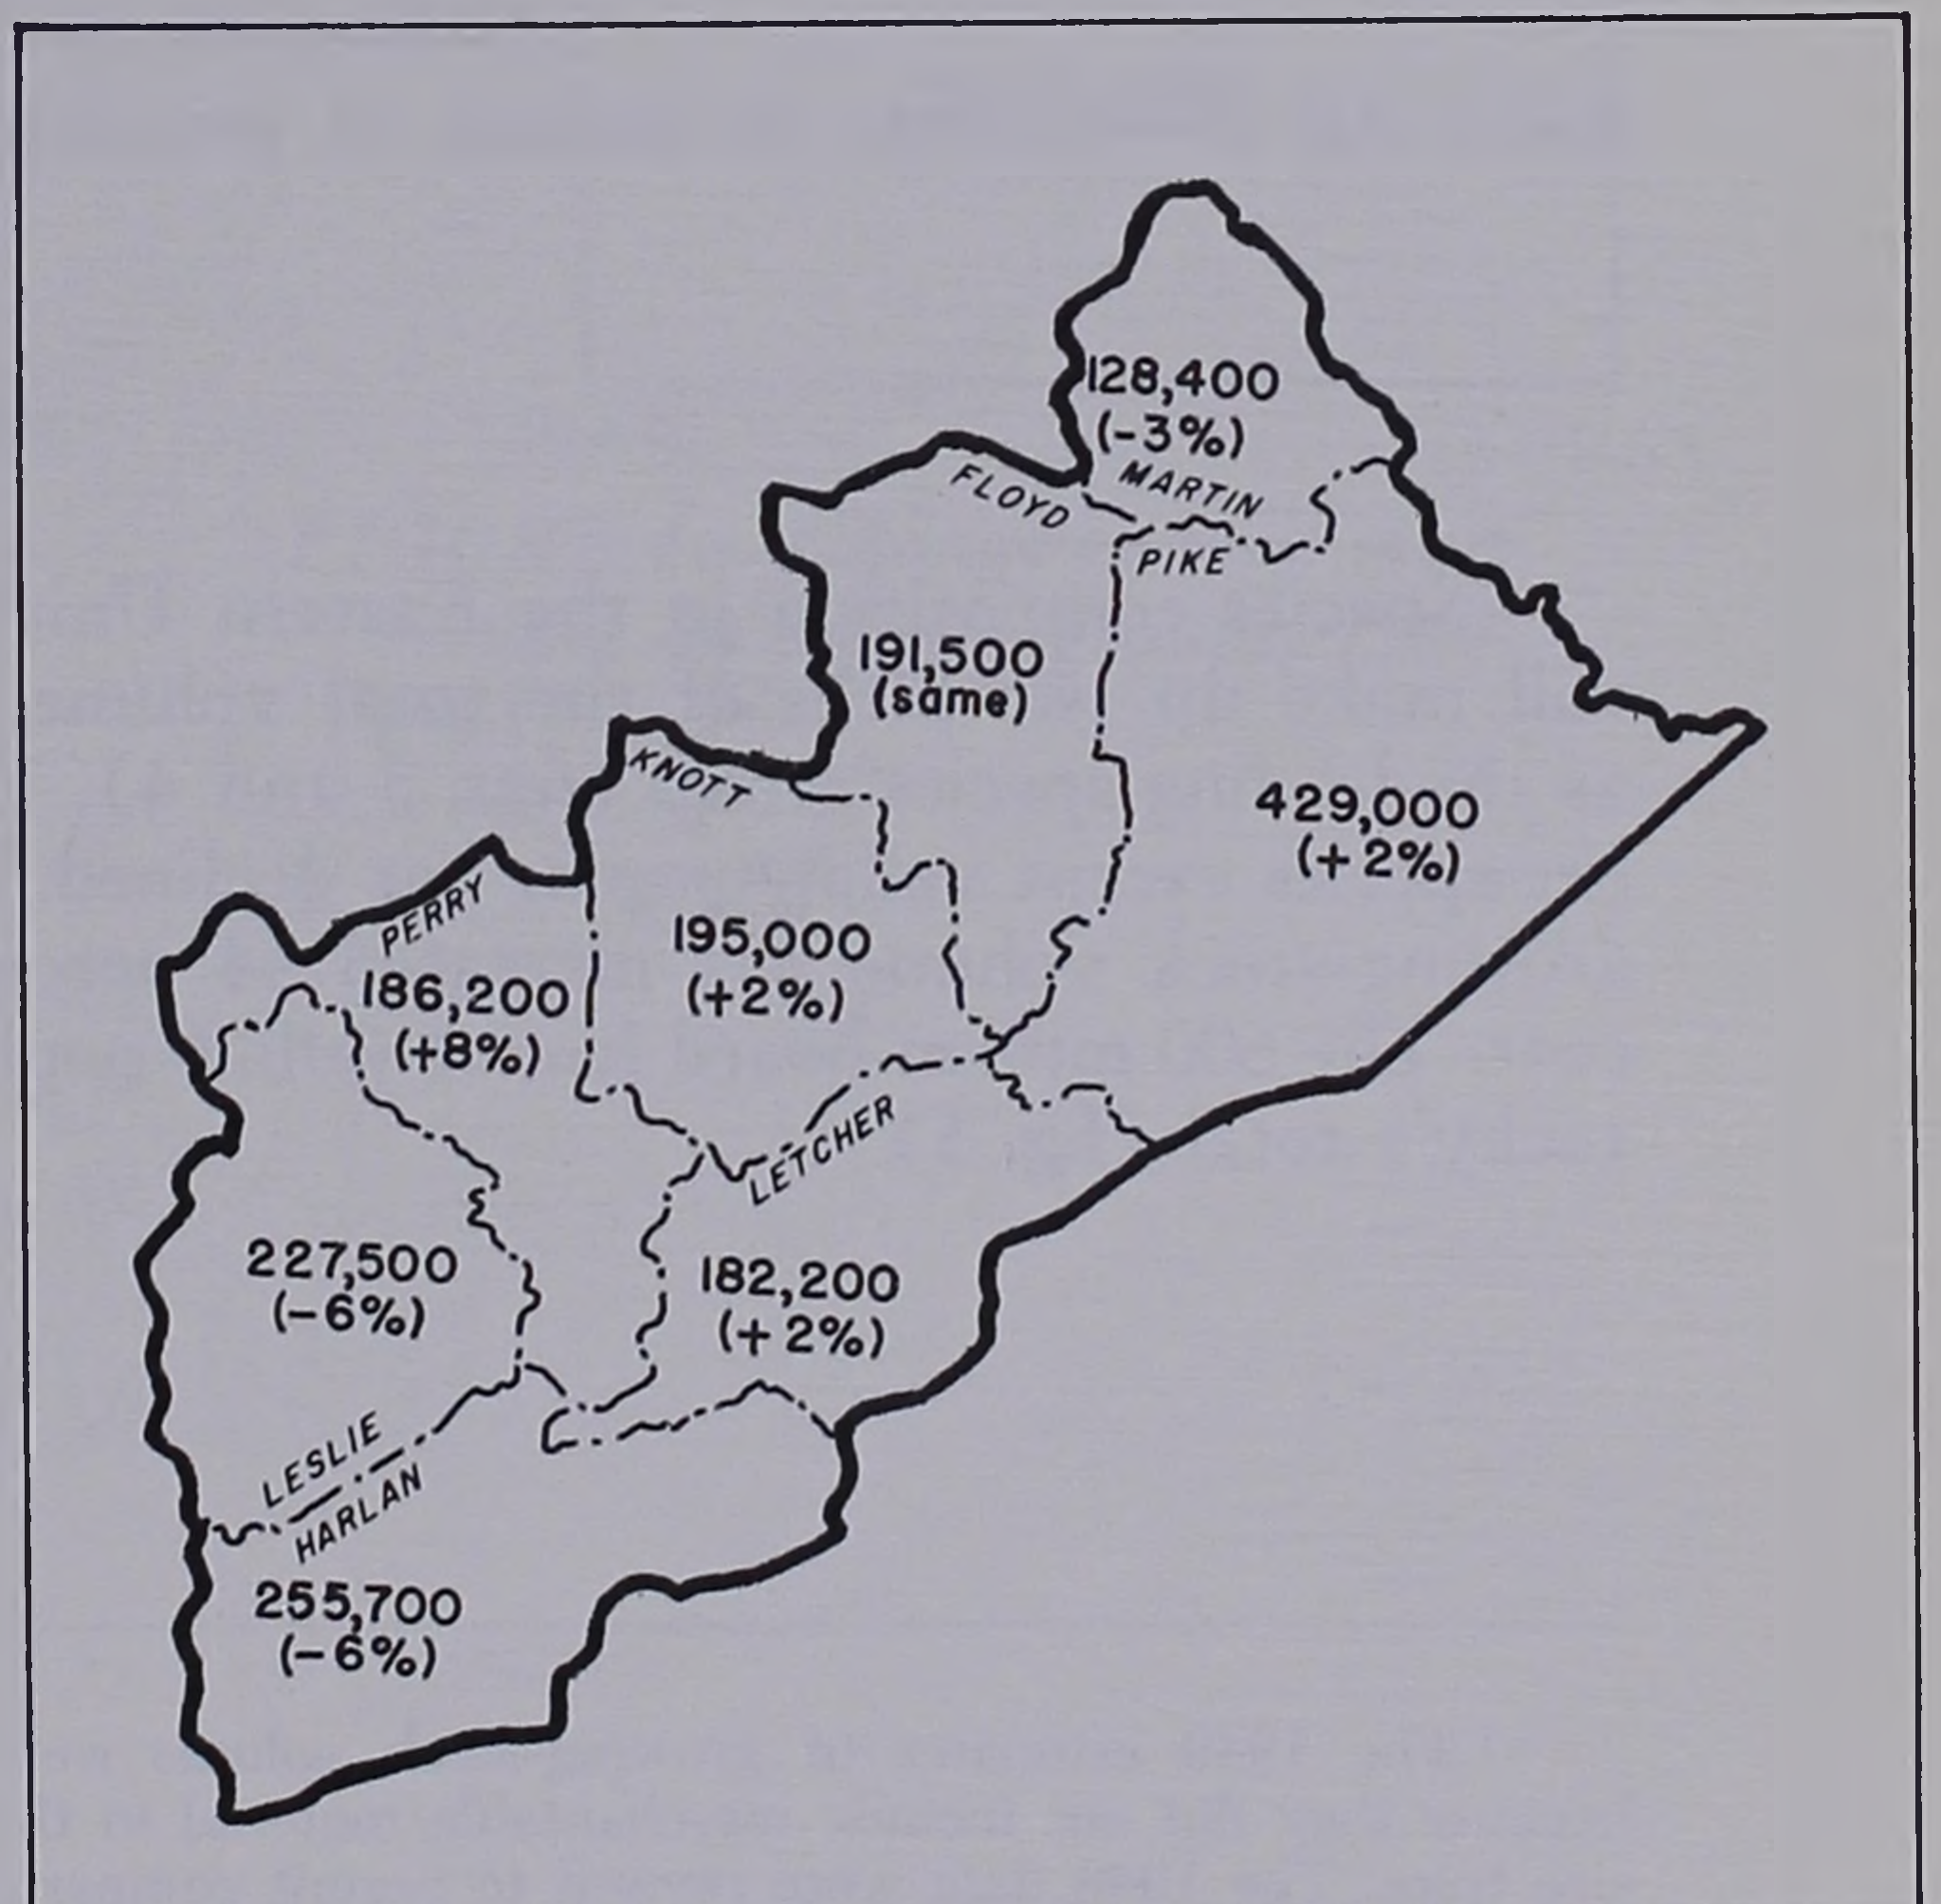 128,400
(-3%)
MARTIN
FLOYD
PIKE
191,500
(same)
KNOTT
429,000
(+2%)
PERRY
195,000
(+2%)
186,200
(+8%)
LETCHER
227,500
(-6%)
182,200
(+2%)
LESLIE
HARLAN
255,700
(-6%)